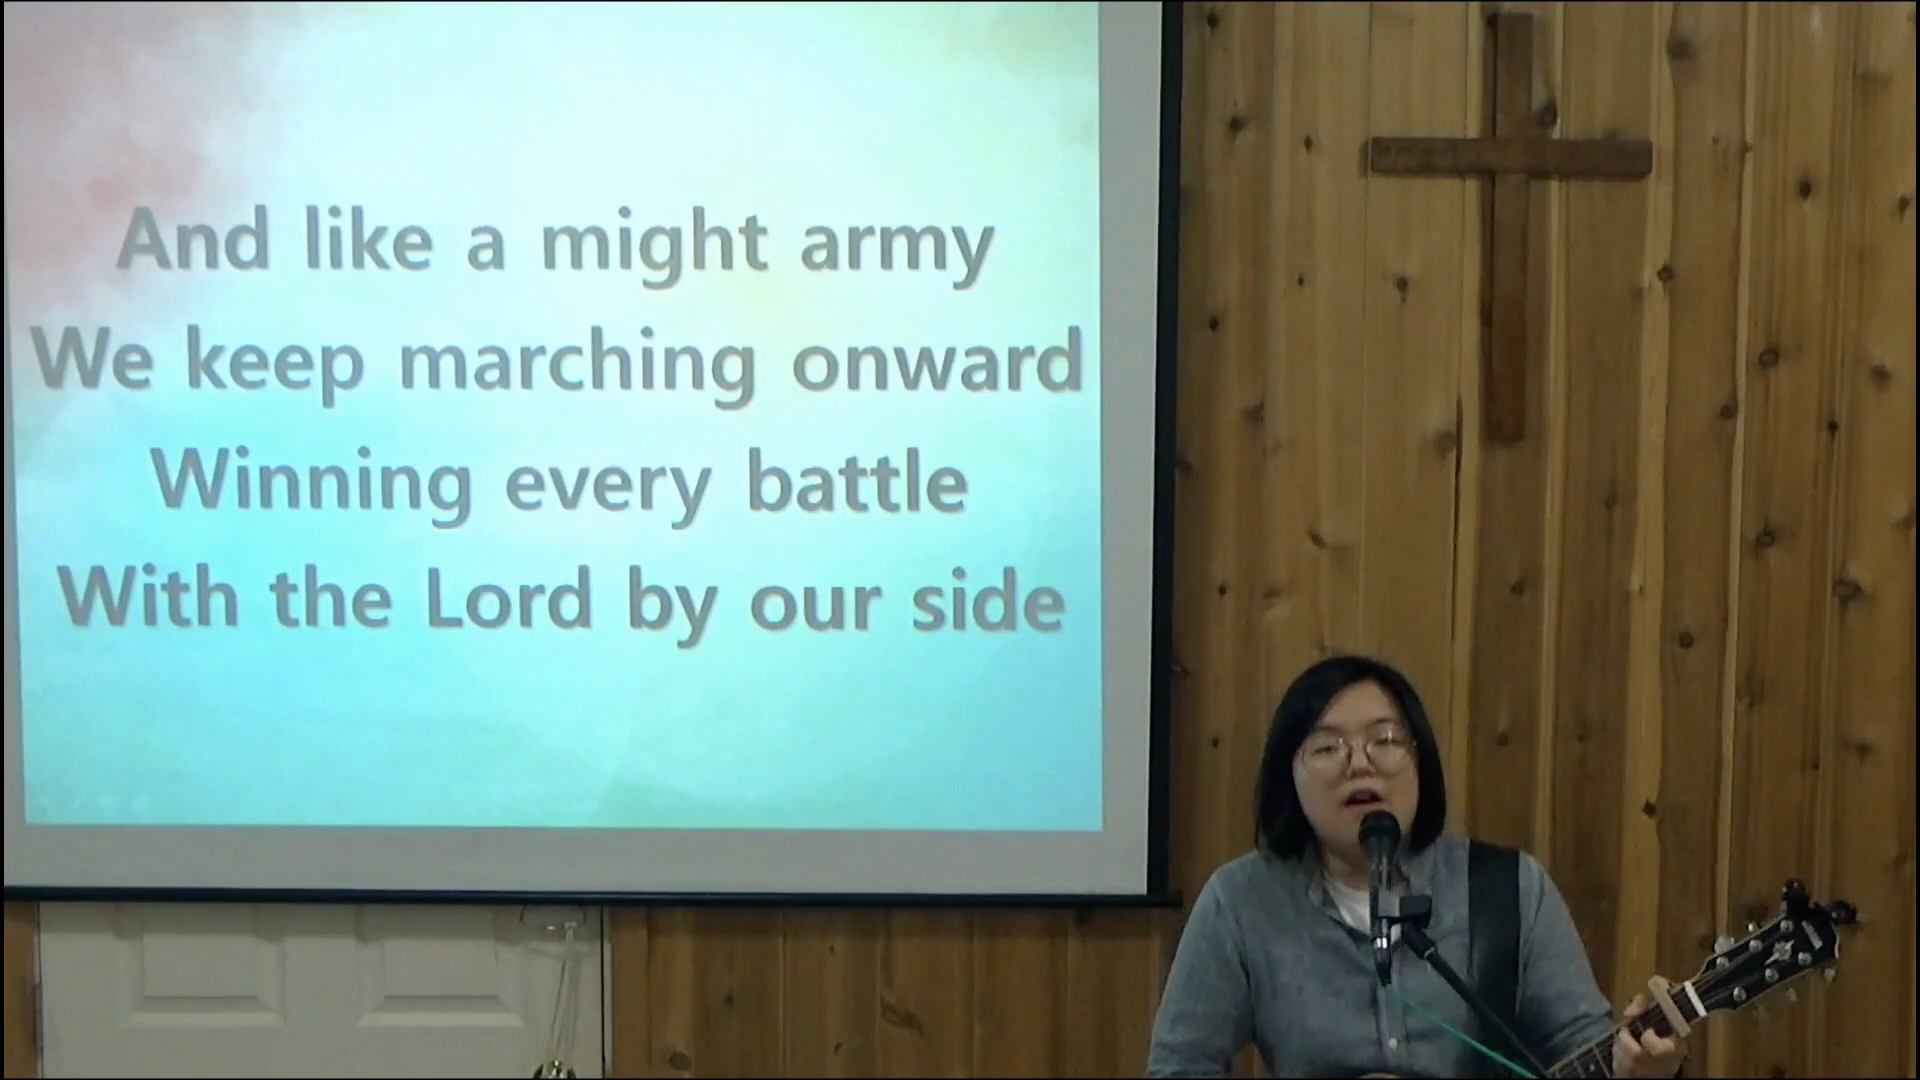 And like a might army
We keep marching onward
Winning every battle
With the Lord by our side